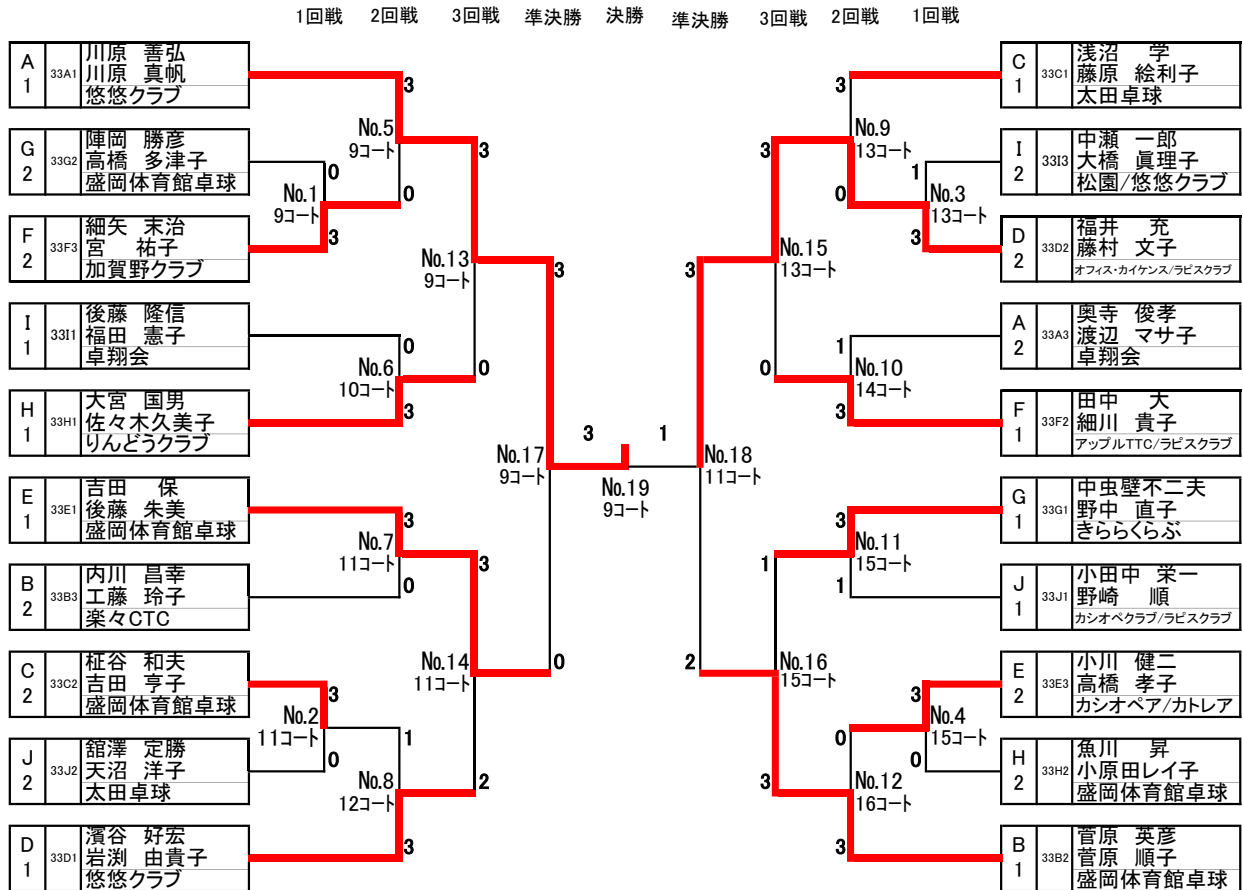 1回戦 2回戦 3回戦 準決勝 決勝 準決勝 3回戦 2回戦 1回戦
A 1 33A1
川原 善弘
川原 真帆
悠悠クラブ
G 2 33G2
陣岡 勝彦
高橋 多津子
盛岡体育館卓球
F 2 33F3
細矢 末治
宮 祐子
加賀野クラブ
I 1 33I1
後藤 隆信
福田 憲子
卓翔会
H 1 33H1
大宮 国男
佐々木久美子
りんどうクラブ
E 1 33E1
吉田 保
後藤 朱美
盛岡体育館卓球
B 2 33B3
内川 昌幸
工藤 玲子
楽々CTC
C 2 33C2
柾谷 和夫
吉田 亨子
盛岡体育館卓球
J 2 33J2
舘澤 定勝
天沼 洋子
太田卓球
D 1 33D1
濱谷 好宏
岩渕 由貴子
悠悠クラブ
0
No.1
9コート
3
3
No.5
9コート
0
0
No.6
10コート
3
3
No.7
11コート
0
3
No.2
11コート
0
1
No.8
12コート
3
3
No.13
9コート
0
3
No.14
11コート
2
3
No.17
9コート
0
3 1
No.19
9コート
3
No.18
11コート
2
3
No.15
13コート
0
1
No.16
15コート
3
3
No.9
13コート
0
1
No.3
13コート
3
1
No.10
14コート
3
3
No.11
15コート
1
3
No.4
15コート
0
0
No.12
16コート
3
C 1 33C1
浅沼 学
藤原 絵利子
太田卓球
I 2 33I3
中瀬 一郎
大橋 眞理子
松園/悠悠クラブ
D 2 33D2
福井 充
藤村 文子
オフィス・カイケンス/ラピスクラブ
A 2 33A3
奥寺 俊孝
渡辺 マサ子
卓翔会
F 1 33F2
田中 大
細川 貴子
アップルTTC/ラピスクラブ
G 1 33G1
中虫壁不二夫
野中 直子
きららくらぶ
J 1 33J1
小田中 栄一
野崎 順
カシオペクラブ/ラピスクラブ
E 2 33E3
小川 健二
高橋 孝子
カシオペア/カトレア
H 2 33H2
魚川 昇
小原田レイ子
盛岡体育館卓球
B 1 33B2
菅原 英彦
菅原 順子
盛岡体育館卓球